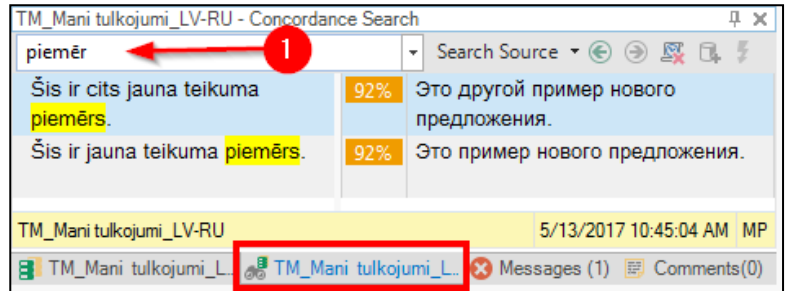 TM_Mani tulkojumi_LV-RU - Concordance Search
piemēr 1 Search Source
Šis ir cits jauna teikuma 92% Это другой пример нового
piemērs. предложения.
Šis ir jauna teikuma piemērs. 92% Это пример нового предложения.
TM_Mani tulkojumi_LV-RU 5/13/2017 10:45:04 AM MP
TM_Mani tulkojumi_L... TM_Mani tulkojumi_L... Messages (1) Comments(0)